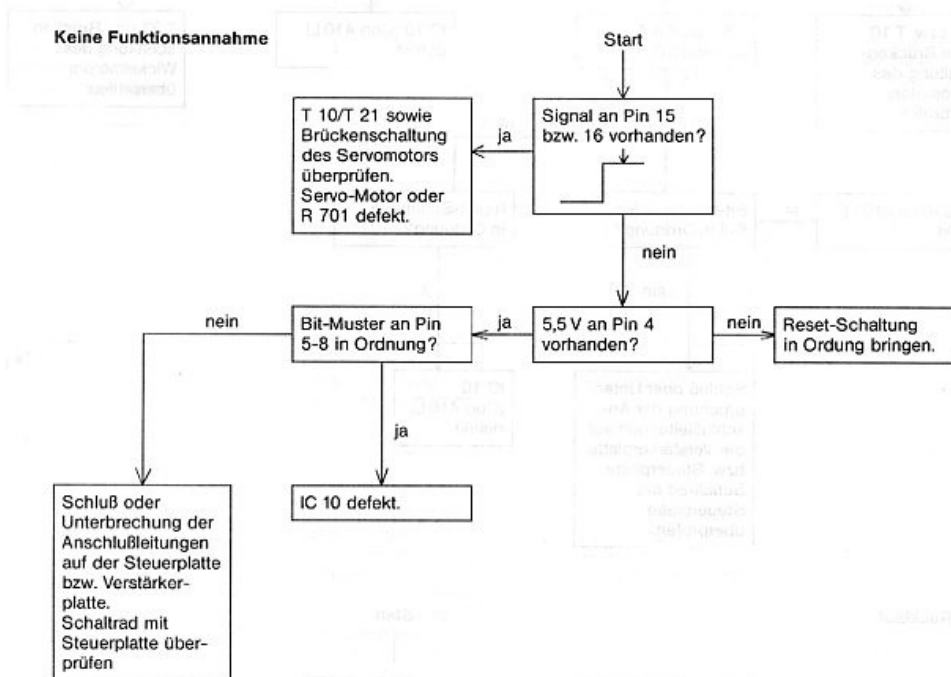 Keine Funktionsannahme
Start
T 10/T 21 sowie
Brückenschaltung
des Servomotors
überprüfen.
Servo-Motor oder
R 701 defekt.
ja
Signal an Pin 15
bzw. 16 vorhanden?
nein
nein
Bit-Muster an Pin
5-8 in Ordnung?
ja
5,5 V an Pin 4
vorhanden?
nein
Reset-Schaltung
in Ordung bringen.
ja
Schluß oder
Unterbrechung der
Anschlußleitungen
auf der Steuerplatte
bzw. Verstärker-
platte.
Schaltrad mit
Steuerplatte über-
prüfen
IC 10 defekt.